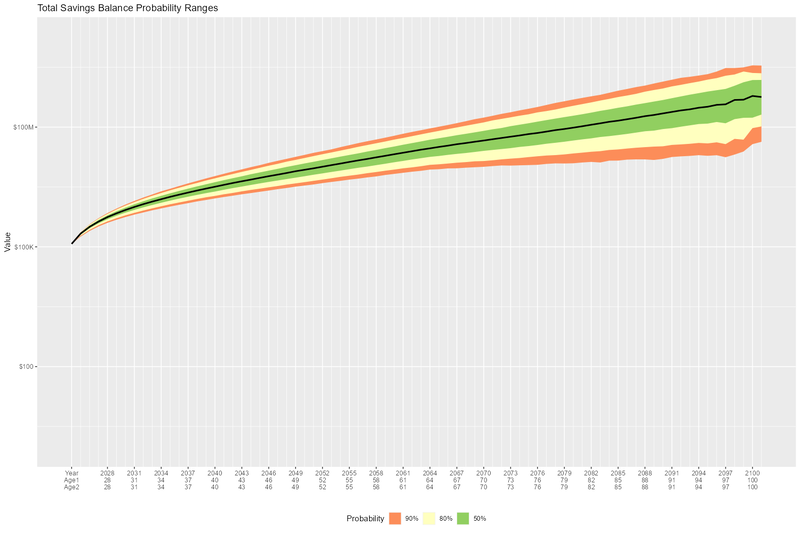 Total Savings Balance Probability Ranges
$100M
$100K
$100
Value
Year 2028 2031 2034 2037 2040 2043 2046 2049 2052 2055 2058 2061 2064 2067 2070 2073 2076 2079 2082 2085 2088 2091 2094 2097 2100
Age1 28 31 34 37 40 43 46 49 52 55 58 61 64 67 70 73 76 79 82 85 88 91 94 97 100
Age2 28 31 34 37 40 43 46 49 52 55 58 61 64 67 70 73 76 79 82 85 88 91 94 97 100
Probability 90% 80% 50%